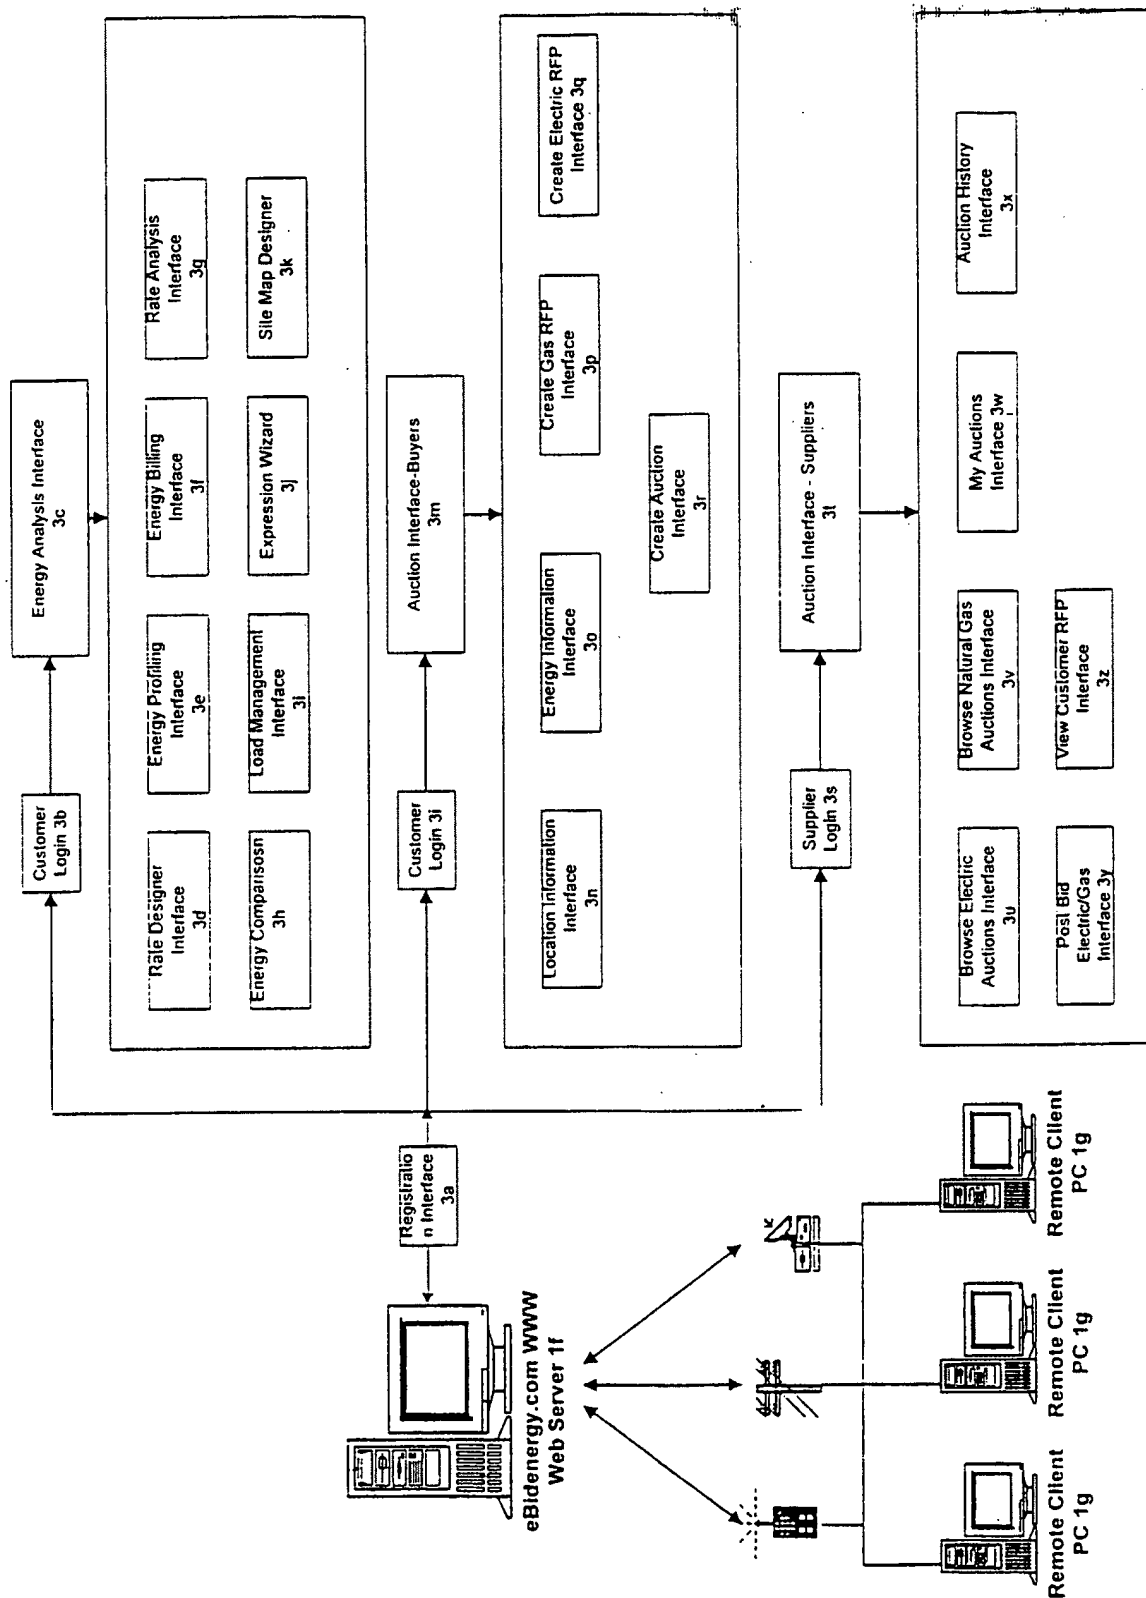 Customer
Login 3b
Energy Analysis Interface
3c
Rate Designer
Interface
3d
Energy Profiling
Interface
3e
Energy Billing
Interface
3f
Rate Analysis
Interface
3g
Energy Comparisosn
3h
Load Management
Interface
3i
Expression Wizard
3j
Site Map Designer
3k
Registratio
n Interface
3a
Customer
Login 3i
Auction Interface-Buyers
3m
Location Information
Interface
3n
Energy Information
Interface
3o
Create Gas RFP
Interface
3p
Create Electric RFP
Interface 3q
Create Auction
Interface
3r
Supplier
LogIn 3s
Auction Interface - Suppliers
3t
Browse Electric
Auctions Interface
3u
Browse Natural Gas
Auctions Interface
3v
My Auctions
Interface 3w
Auction History
Interface
3x
Post Bid
Electric/Gas
Interface 3y
View Customer RFP
Interface
3z
eBidenergy.com WWW
Web Server 1f
Remote Client
PC 1g
Remote Client
PC 1g
Remote Client
PC 1g